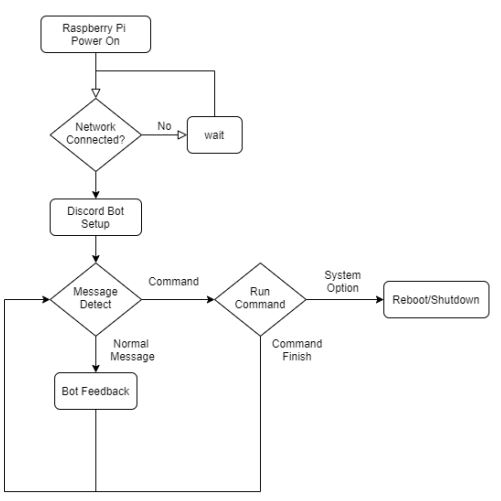 Raspberry Pi
Power On
Network
Connected?
No
wait
Discord Bot
Setup
Message
Detect
Command
Run
Command
System
Option
Reboot/Shutdown
Normal
Message
Command
Finish
Bot Feedback